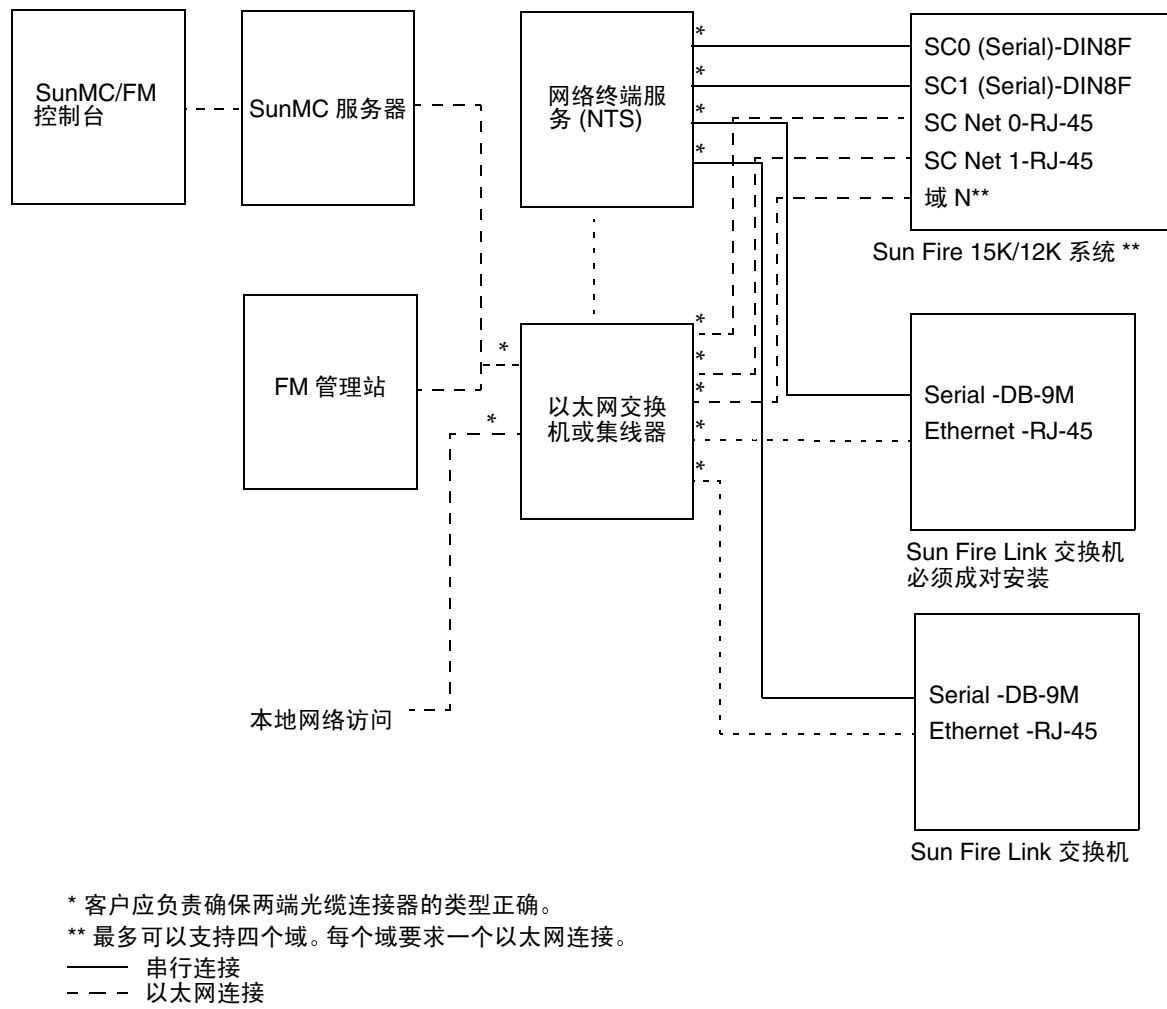 SunMC/FM
控制台
SunMC 服务器
网络终端服
务 (NTS)
*
*
*
*
SC0 (Serial)-DIN8F
SC1 (Serial)-DIN8F
SC Net 0-RJ-45
SC Net 1-RJ-45
域 N**
Sun Fire 15K/12K 系统 **
FM 管理站
*
*
以太网交换
机或集线器
*
*
*
*
*
Serial -DB-9M
Ethernet -RJ-45
Sun Fire Link 交换机
必须成对安装
本地网络访问
Serial -DB-9M
Ethernet -RJ-45
Sun Fire Link 交换机
* 客户应负责确保两端光缆连接器的类型正确。
** 最多可以支持四个域。每个域要求一个以太网连接。
串行连接
以太网连接